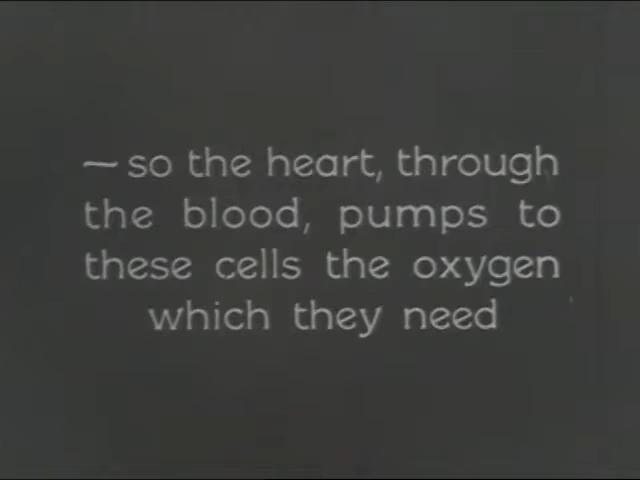 — so the heart, through
the blood, pumps to
these cells the oxygen
which they need